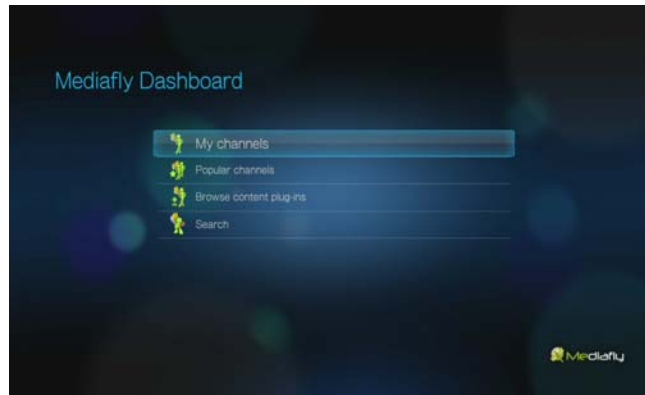 Mediafly Dashboard
My channels
Popular channels
Browse content plug-ins
Search
Mediafly